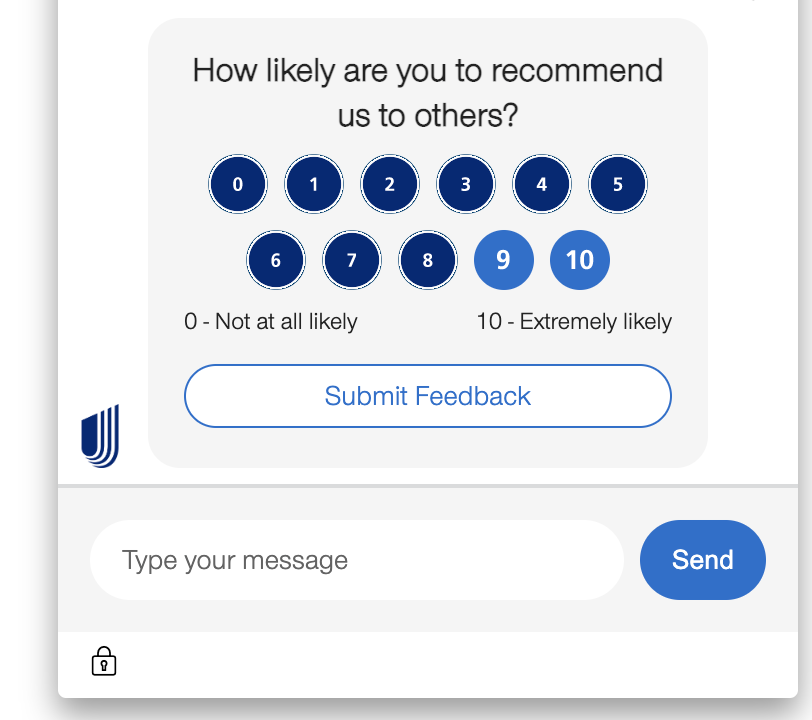 How likely are you to recommend
us to others?
0 1 2 3 4 5
6 7 8 9 10
0 - Not at all likely 10 - Extremely likely
Submit Feedback
Type your message Send